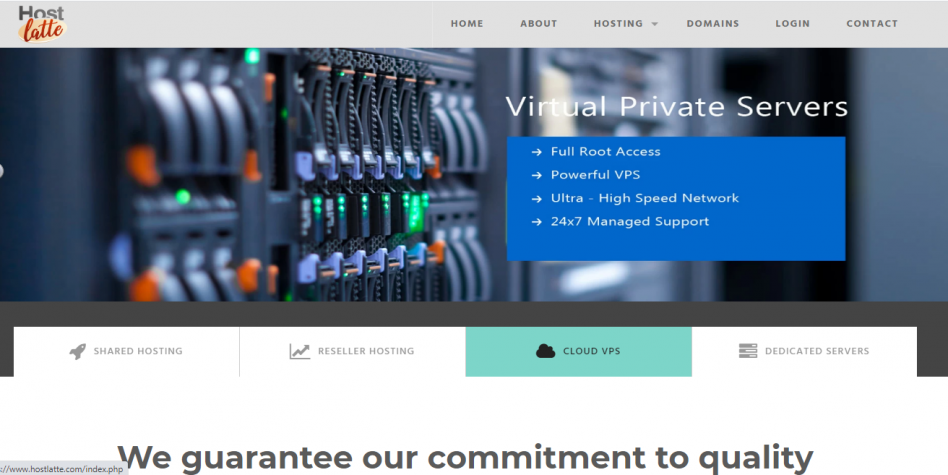 Host
latte
HOME ABOUT HOSTING DOMAINS LOGIN CONTACT
Virtual Private Servers
→ Full Root Access
→ Powerful VPS
→ Ultra - High Speed Network
→ 24x7 Managed Support
SHARED HOSTING RESELLER HOSTING CLOUD VPS DEDICATED SERVERS
We guarantee our commitment to quality
://www.hostlatte.com/index.php